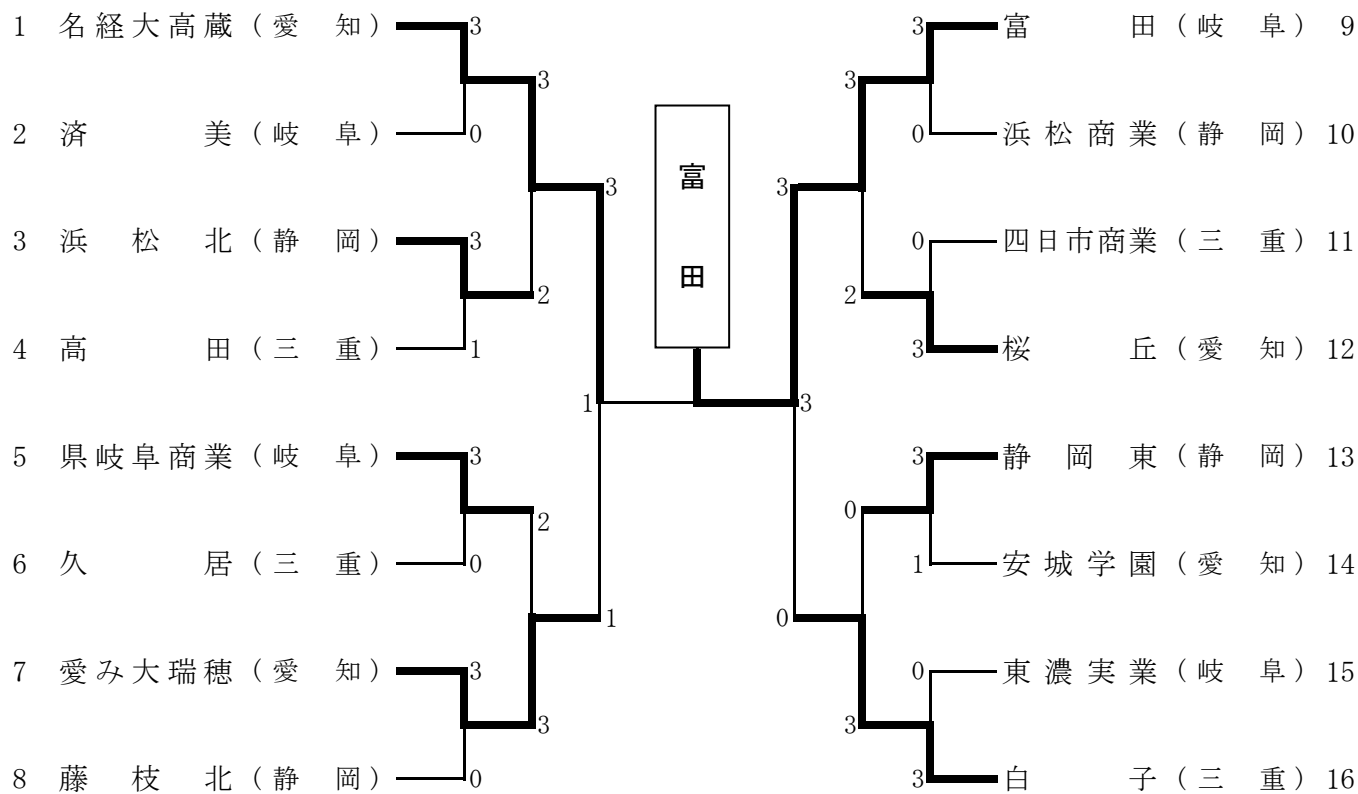 1 名経大高蔵（愛 知） 3 3 富 田（岐 阜） 9
3 3
2 済 美（岐 阜） 0 0 浜松商業（静 岡） 10
富
3 3
3 浜 松 北（静 岡） 3 0 四日市商業（三 重） 11
田
2 2
4 高 田（三 重） 1 3 桜 丘（愛 知） 12
1 3
5 県岐阜商業（岐 阜） 3 3 静 岡 東（静 岡） 13
2 0
6 久 居（三 重） 0 1 安城学園（愛 知） 14
1 0
7 愛み大瑞穂（愛 知） 3 0 東濃実業（岐 阜） 15
3 3
8 藤 枝 北（静 岡） 0 3 白 子（三 重） 16